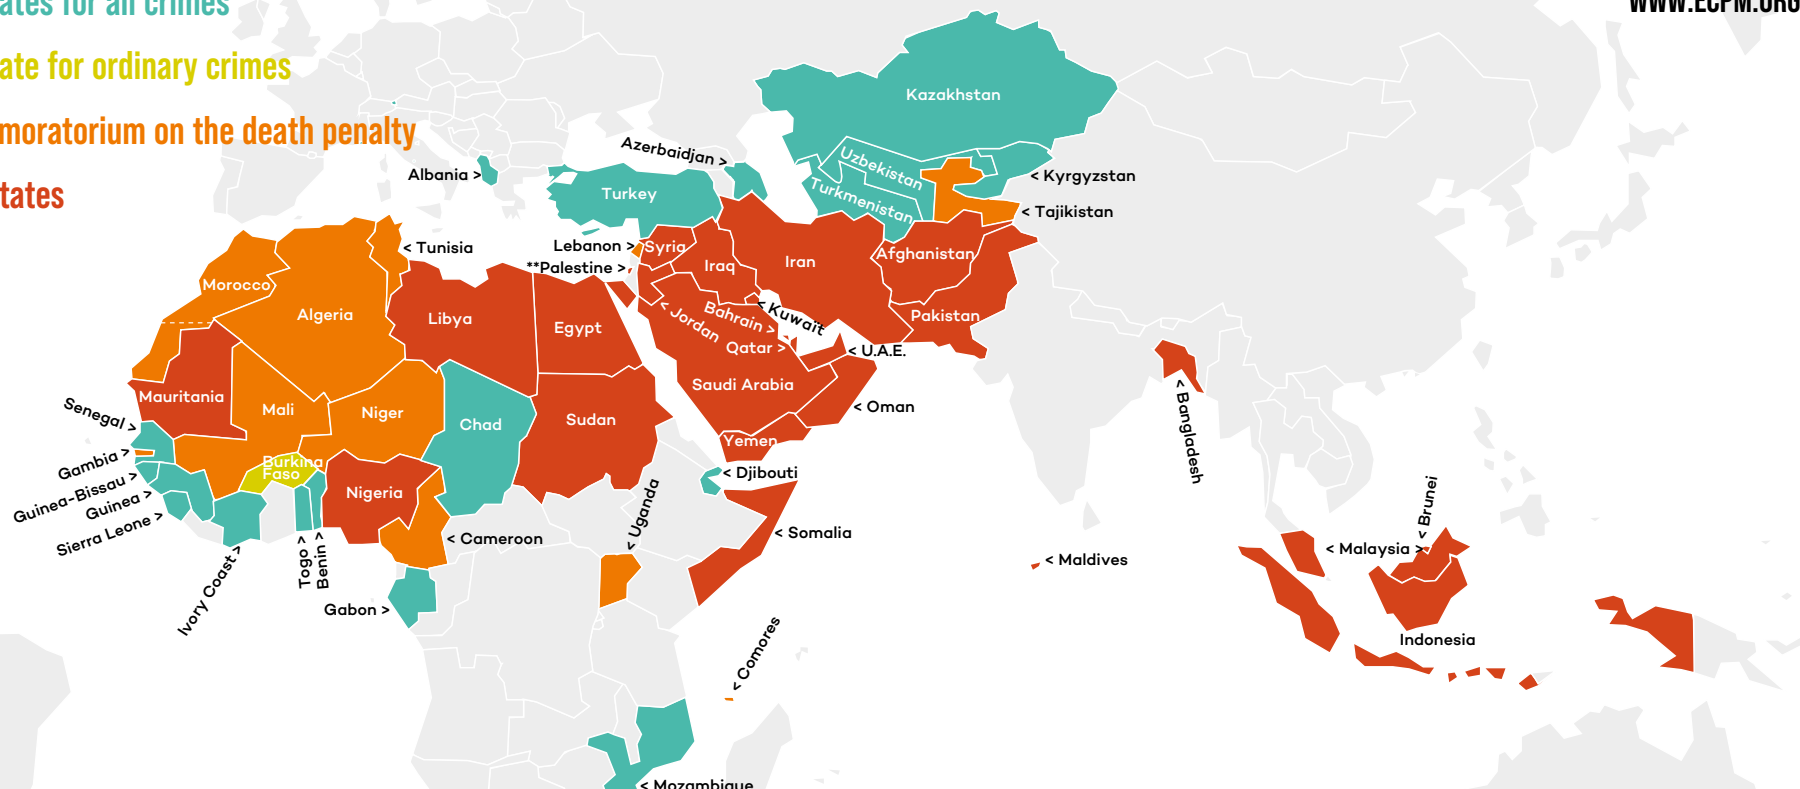 ates for all crimes
WWW.ECPM.ORG
ate for ordinary crimes
moratorium on the death penalty
tates
Kazakhstan
Azerbaidjan >
Uzbekistan
Albania >
< Kyrgyzstan
Turkey
Turkmenistan
< Tajikistan
Lebanon >
Syria
< Tunisia
Afghanistan
**Palestine >
Iraq
Iran
Morocco
< Kuwait
Bahrain >
< Jordan
Algeria
Libya
Egypt
Pakistan
Qatar >
< U.A.E.
Saudi Arabia
Mauritania
Mali
Niger
Chad
Sudan
< Oman
Senegal >
< Bangladesh
Yemen
Gambia >
Burkina
Faso
< Djibouti
Guinea-Bissau >
Nigeria
Guinea >
< Uganda
< Brunei
Sierra Leone >
< Cameroon
< Somalia
Malaysia >
<
Ivory Coast >
Togo >
Benin >
< Maldives
Gabon >
< Comores
Indonesia
< Mozambique